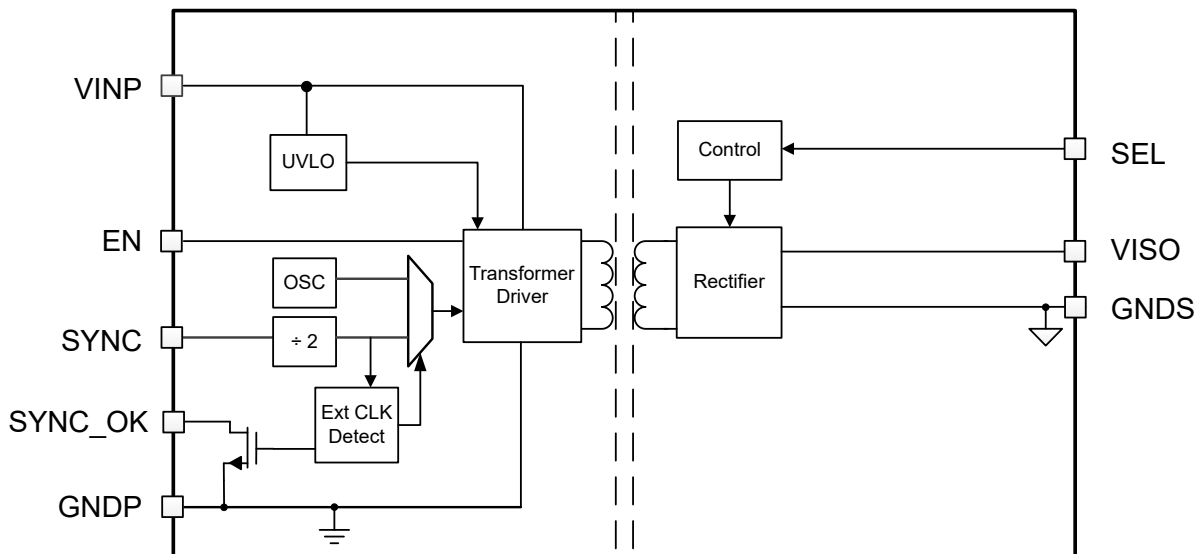 VINP
UVLO
Control
SEL
EN
Transformer
Driver
Rectifier
VISO
OSC
GNDS
SYNC
÷ 2
SYNC_OK
Ext CLK
Detect
GNDP